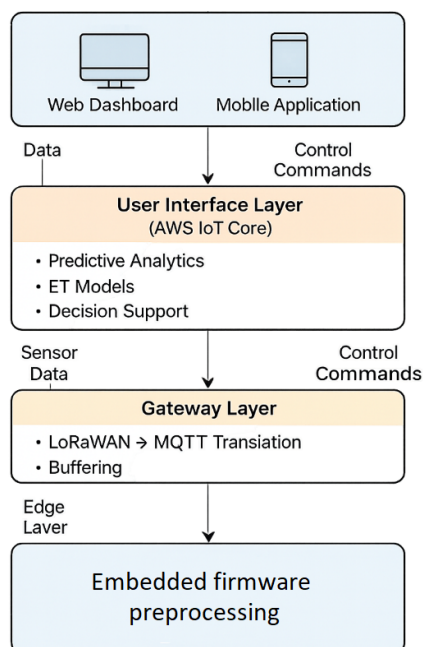 Web Dashboard
Moblle Application
Data
Control
Commands
User Interface Layer
(AWS IoT Core)
• Predictive Analytics
• ET Models
• Decision Support
Sensor
Data
Control
Commands
Gateway Layer
• LoRaWAN → MQTT Transiation
• Buffering
Edge
Laver
Embedded firmware
preprocessing